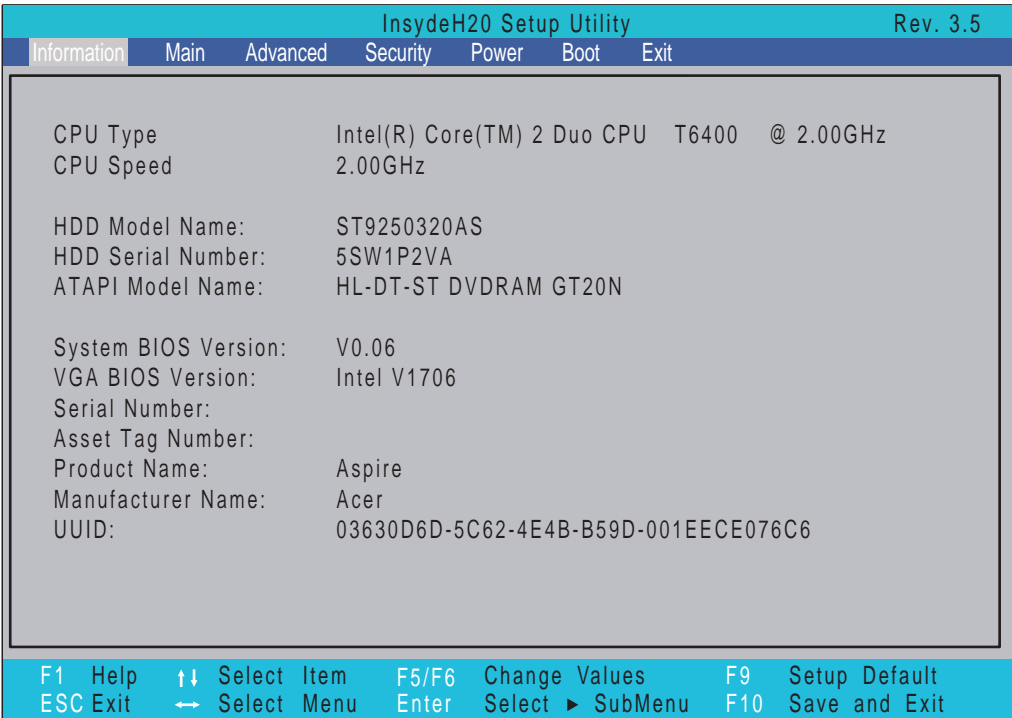 InsydeH20 Setup Utility Rev. 3.5
Information Main Advanced Security Power Boot Exit
CPU Type Intel(R) Core(TM) 2 Duo CPU T6400 @ 2.00GHz
CPU Speed 2.00GHz
HDD Model Name: ST9250320AS
HDD Serial Number: 5SW1P2VA
ATAPI Model Name: HL-DT-ST DVDRAM GT20N
System BIOS Version: V0.06
VGA BIOS Version: Intel V1706
Serial Number:
Asset Tag Number:
Product Name: Aspire
Manufacturer Name: Acer
UUID: 03630D6D-5C62-4E4B-B59D-001EECE076C6
F1 Help ↑↓ Select Item F5/F6 Change Values F9 Setup Default
ESC Exit ↔ Select Menu Enter Select ► SubMenu F10 Save and Exit